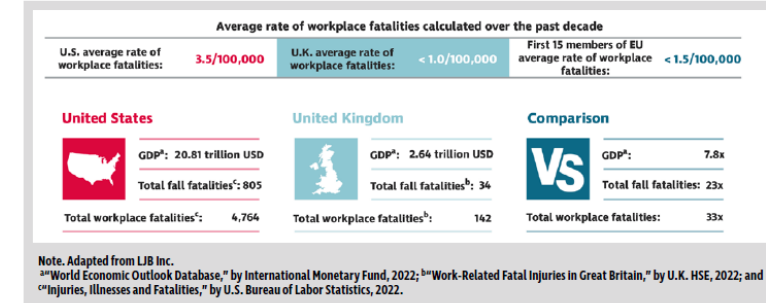 Average rate of workplace fatalities calculated over the past decade
U.S. average rate of
workplace fatalities:
3.5/100,000
U.K. average rate of
workplace fatalities:
< 1.0/100,000
First 15 members of EU
average rate of workplace
fatalities:
< 1.5/100,000
United States
GDPᵃ: 20.81 trillion USD
Total fall fatalitiesᶜ: 805
Total workplace fatalitiesᶜ: 4,764
United Kingdom
GDPᵃ: 2.64 trillion USD
Total fall fatalitiesᵇ: 34
Total workplace fatalitiesᵇ: 142
Comparison
VS
GDPᵃ: 7.8x
Total fall fatalities: 23x
Total workplace fatalities: 33x
Note. Adapted from LJB Inc.
ᵃ“World Economic Outlook Database,” by International Monetary Fund, 2022; ᵇ“Work-Related Fatal Injuries in Great Britain,” by U.K. HSE, 2022; and
ᶜ“Injuries, Illnesses and Fatalities,” by U.S. Bureau of Labor Statistics, 2022.